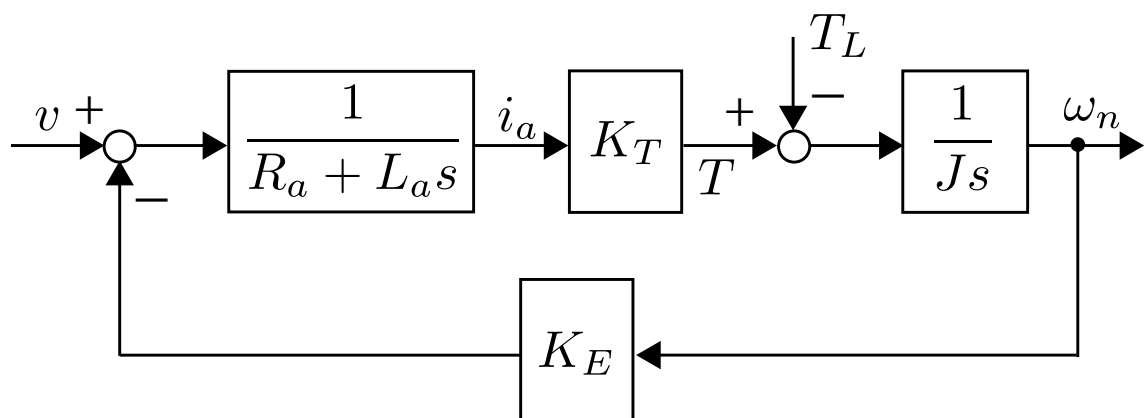 v + − 1/(R_a + L_a s) i_a K_T + T T_L − 1/(Js) ω_n
K_E